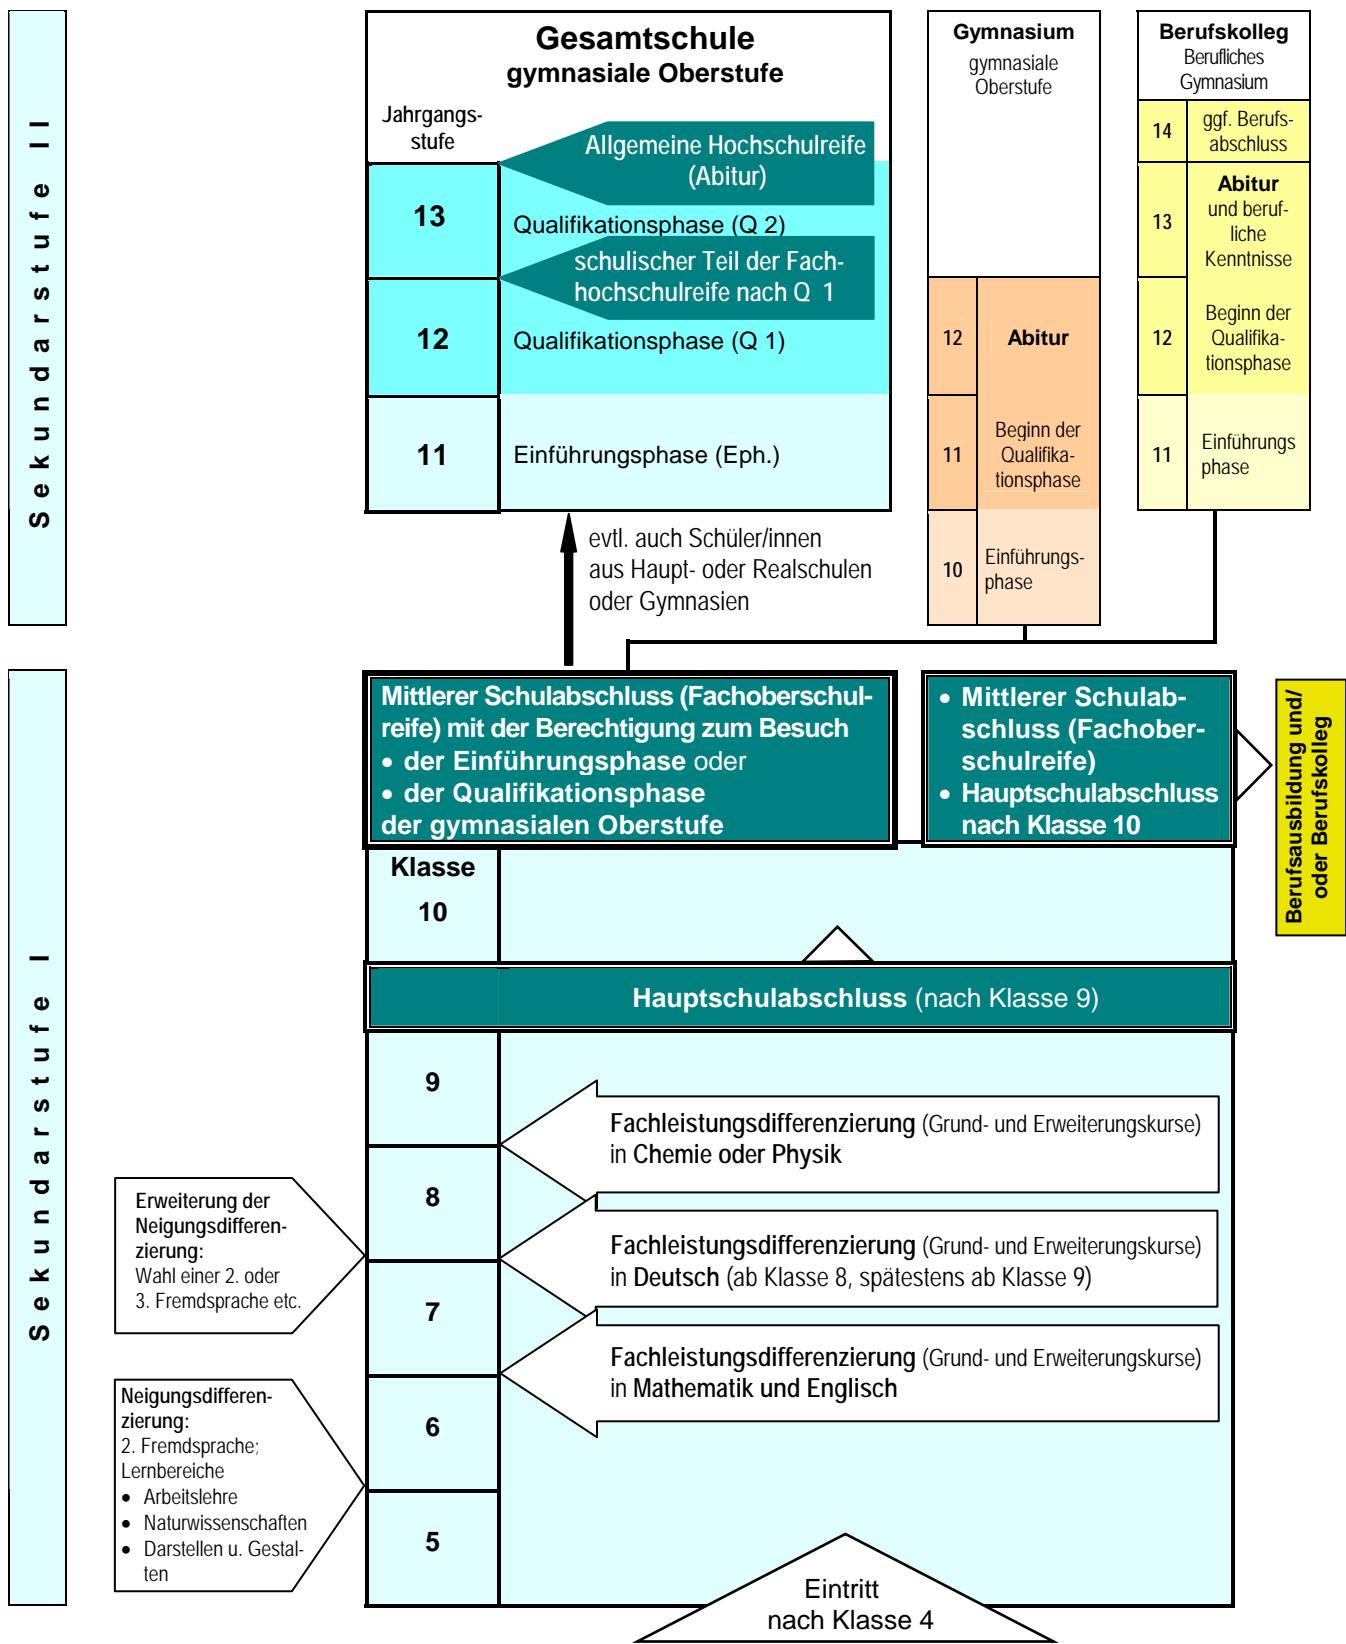 Sekundarstufe II
Gesamtschule
gymnasiale Oberstufe
Jahrgangs-
stufe
Allgemeine Hochschulreife
(Abitur)
13
Qualifikationsphase (Q 2)
schulischer Teil der Fach-
hochschulreife nach Q 1
12
Qualifikationsphase (Q 1)
11
Einführungsphase (Eph.)
evtl. auch Schüler/innen
aus Haupt- oder Realschulen
oder Gymnasien
Gymnasium
gymnasiale
Oberstufe
12
Abitur
11
Beginn der
Qualifika-
tionsphase
10
Einführungs-
phase
Berufskolleg
Berufliches
Gymnasium
14
ggf. Berufs-
abschluss
13
Abitur
und beruf-
liche
Kenntnisse
12
Beginn der
Qualifika-
tionsphase
11
Einführungs
phase
Sekundarstufe I
Mittlerer Schulabschluss (Fachoberschul-
reife) mit der Berechtigung zum Besuch
• der Einführungsphase oder
• der Qualifikationsphase
der gymnasialen Oberstufe
• Mittlerer Schulab-
schluss (Fachober-
schulreife)
• Hauptschulabschluss
nach Klasse 10
Berufsausbildung und/
oder Berufskolleg
Klasse
10
Hauptschulabschluss (nach Klasse 9)
9
Fachleistungsdifferenzierung (Grund- und Erweiterungskurse)
in Chemie oder Physik
8
Erweiterung der
Neigungsdifferen-
zierung:
Wahl einer 2. oder
3. Fremdsprache etc.
Fachleistungsdifferenzierung (Grund- und Erweiterungskurse)
in Deutsch (ab Klasse 8, spätestens ab Klasse 9)
7
Fachleistungsdifferenzierung (Grund- und Erweiterungskurse)
in Mathematik und Englisch
Neigungsdifferen-
zierung:
2. Fremdsprache;
Lernbereiche
• Arbeitslehre
• Naturwissenschaften
• Darstellen u. Gestal-
ten
6
5
Eintritt
nach Klasse 4